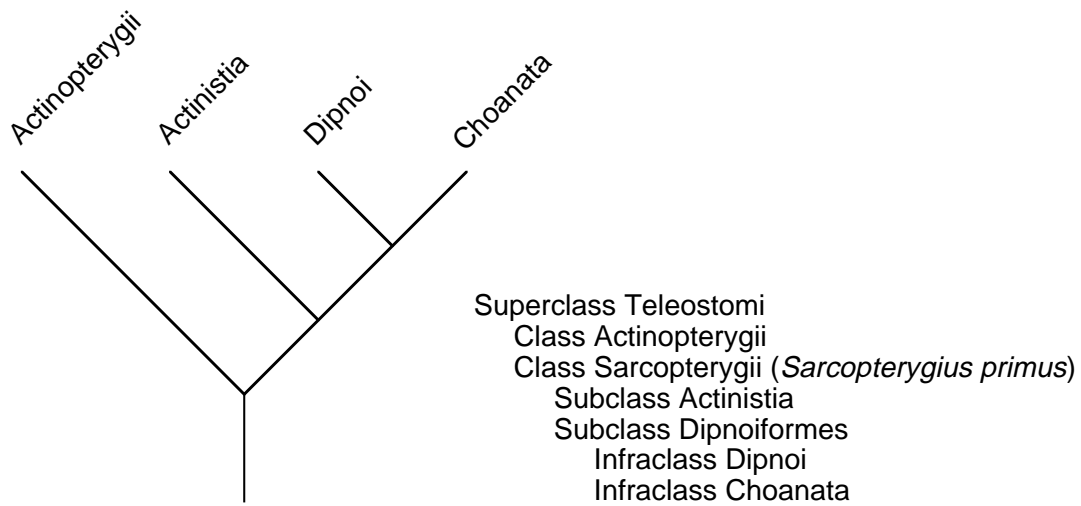 Actinopterygii
Actinistia
Dipnoi
Choanata
Superclass Teleostomi
Class Actinopterygii
Class Sarcopterygii (Sarcopterygius primus)
Subclass Actinistia
Subclass Dipnoiformes
Infraclass Dipnoi
Infraclass Choanata